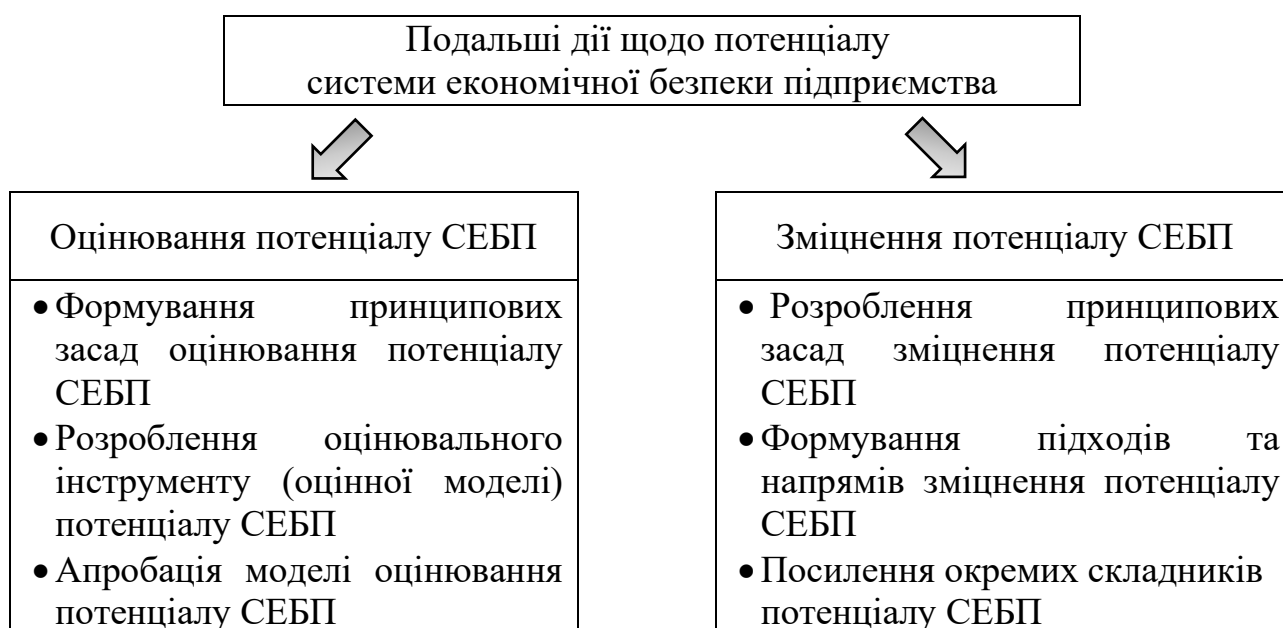 Подальші дії щодо потенціалу
системи економічної безпеки підприємства
Оцінювання потенціалу СЕБП
• Формування принципових
засад оцінювання потенціалу
СЕБП
• Розроблення оцінювального
інструменту (оцінної моделі)
потенціалу СЕБП
• Апробація моделі оцінювання
потенціалу СЕБП
Зміцнення потенціалу СЕБП
• Розроблення принципових
засад зміцнення потенціалу
СЕБП
• Формування підходів та
напрямів зміцнення потенціалу
СЕБП
• Посилення окремих складників
потенціалу СЕБП